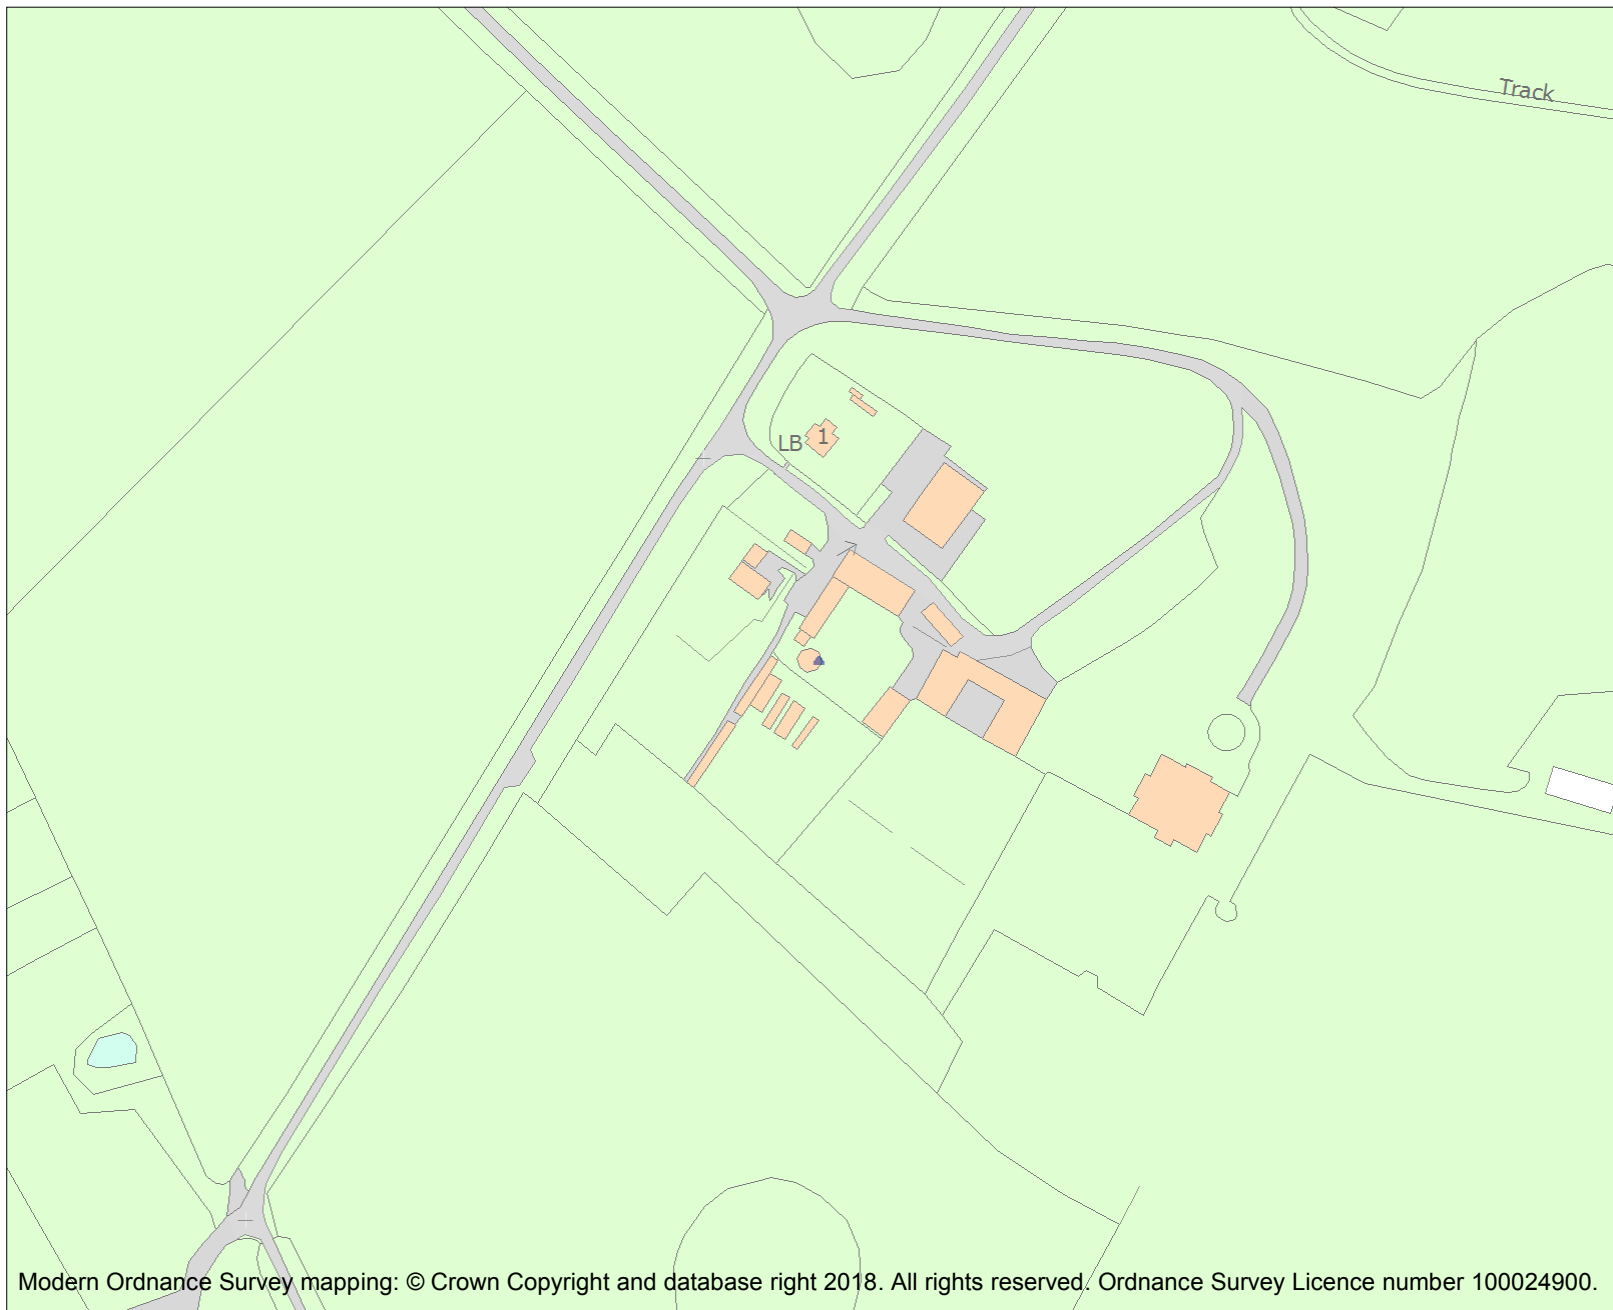 Track
LB 1
Modern Ordnance Survey mapping: © Crown Copyright and database right 2018. All rights reserved. Ordnance Survey Licence number 100024900.